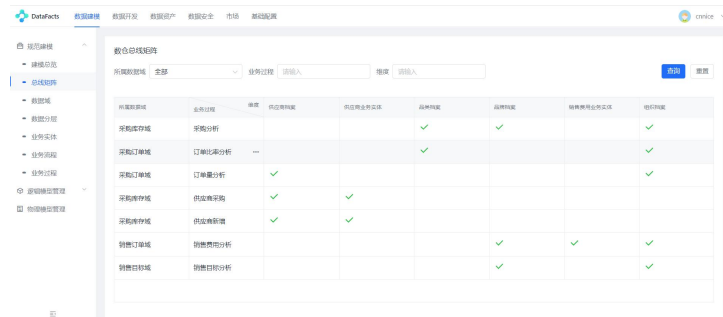 DataFacts 数据建模 数据开发 数据资产 数据安全 市场 基础配置 cnnice
规范建模
建模总览
总线矩阵
数据域
数据分层
业务实体
业务流程
业务过程
逻辑模型管理
物理模型管理
数仓总线矩阵
所属数据域 全部 业务过程 请输入 维度 请输入 查询 重置
所属数据域 业务过程 维度 供应商档案 供应商业务实体 品类档案 品牌档案 销售费用业务实体 组织档案
采购库存域 采购分析 ✓ ✓ ✓
采购订单域 订单比率分析 ✓ ✓
采购订单域 订单量分析 ✓ ✓
采购库存域 供应商采购 ✓ ✓
采购库存域 供应商新增 ✓ ✓
销售订单域 销售费用分析 ✓ ✓ ✓
销售目标域 销售目标分析 ✓ ✓